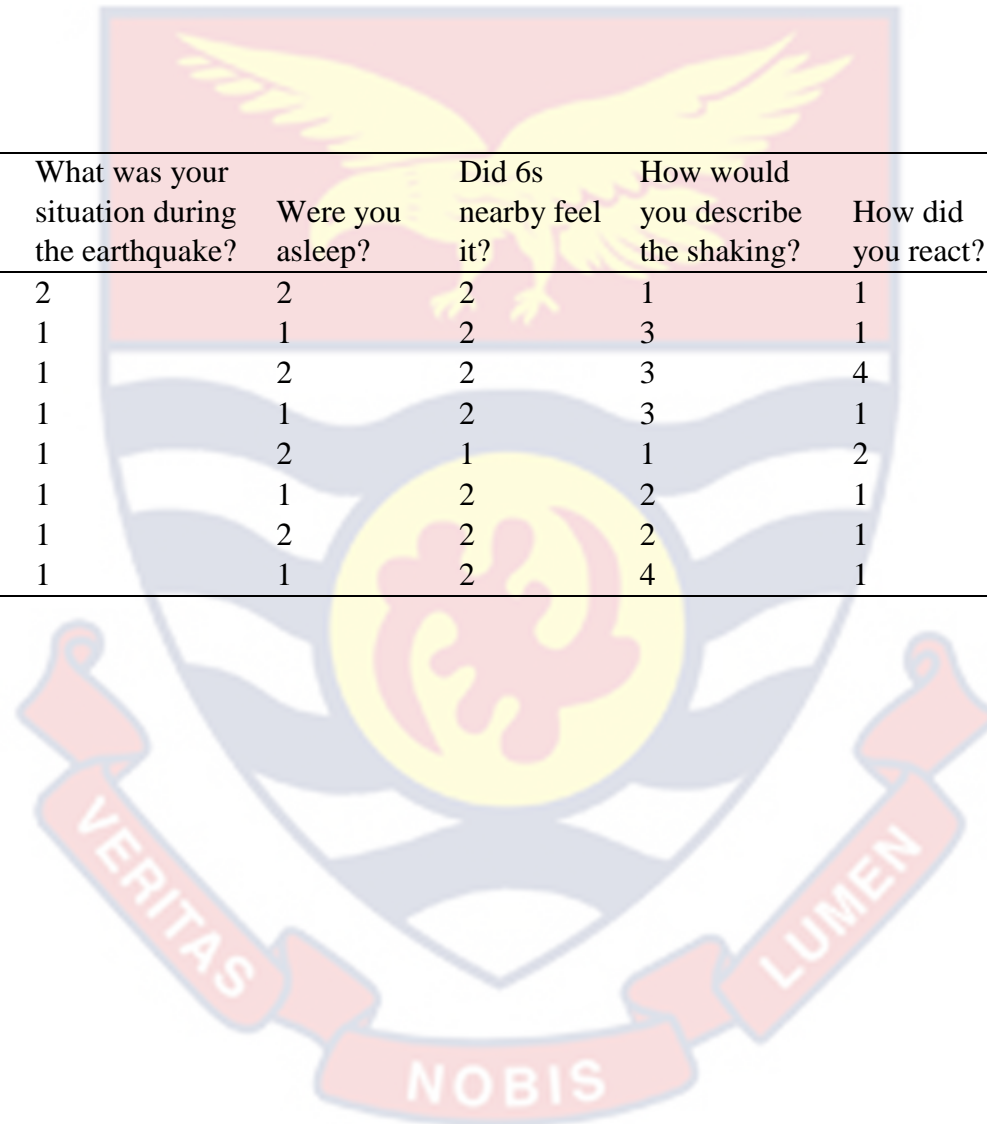 What was your Did 6s How would
situation during Were you nearby feel you describe How did
the earthquake? asleep? it? the shaking? you react?
2 2 2 1 1
1 1 2 3 1
1 2 2 3 4
1 1 2 3 1
1 2 1 1 2
1 1 2 2 1
1 2 2 2 1
1 1 2 4 1
VERITAS
NOBIS
LUMEN